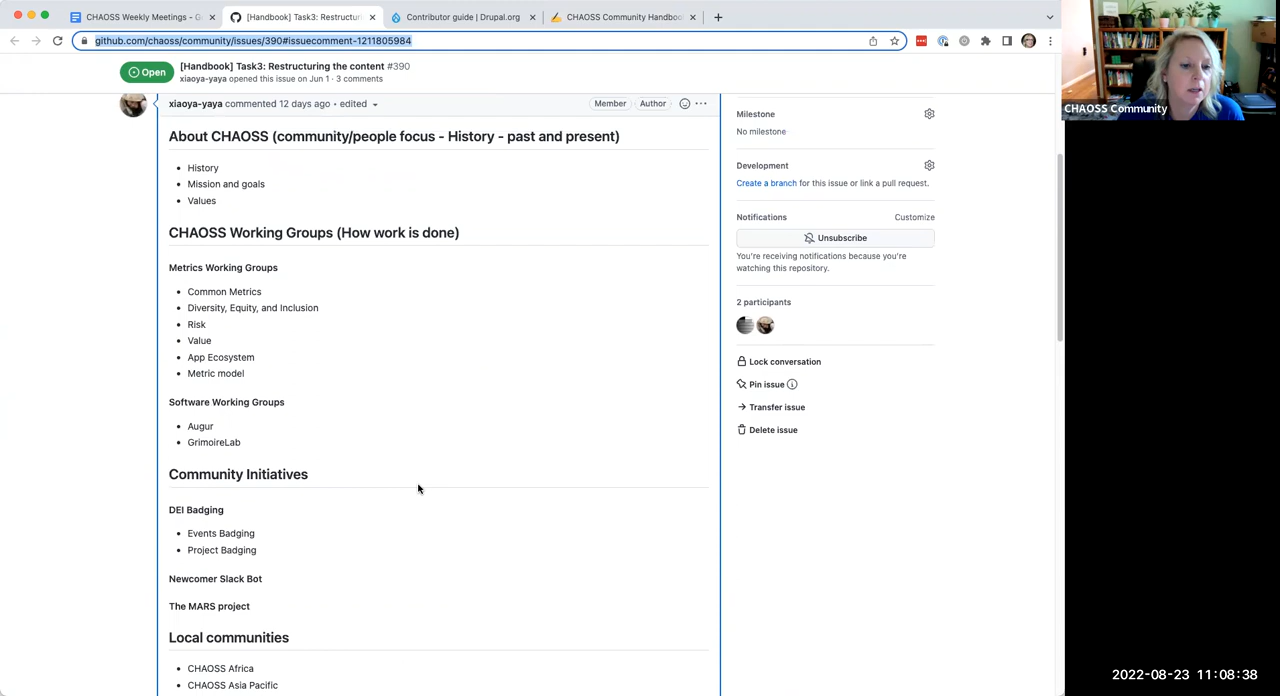 CHAOSS Weekly Meetings - G
[Handbook] Task3: Restructuri
Contributor guide | Drupal.org
CHAOSS Community Handboo
github.com/chaoss/community/issues/390#issuecomment-1211805984
Open
[Handbook] Task3: Restructuring the content #390
xiaoya-yaya opened this issue on Jun 1 · 3 comments
xiaoya-yaya commented 12 days ago · edited
Member
Author
About CHAOSS (community/people focus - History - past and present)
History
Mission and goals
Values
CHAOSS Working Groups (How work is done)
Metrics Working Groups
Common Metrics
Diversity, Equity, and Inclusion
Risk
Value
App Ecosystem
Metric model
Software Working Groups
Augur
GrimoireLab
Community Initiatives
DEI Badging
Events Badging
Project Badging
Newcomer Slack Bot
The MARS project
Local communities
CHAOSS Africa
CHAOSS Asia Pacific
Milestone
No milestone
Development
Create a branch for this issue or link a pull request.
Notifications
Customize
Unsubscribe
You're receiving notifications because you're
watching this repository.
2 participants
Lock conversation
Pin issue
Transfer issue
Delete issue
CHAOSS Community
2022-08-23 11:08:38